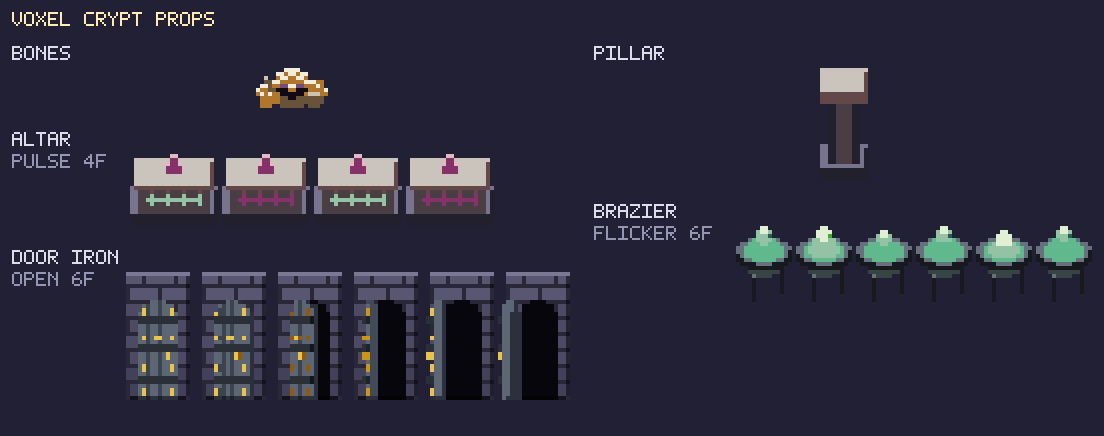 VOXEL CRYPT PROPS
BONES
ALTAR
PULSE 4F
DOOR IRON
OPEN 6F
PILLAR
BRAZIER
FLICKER 6F